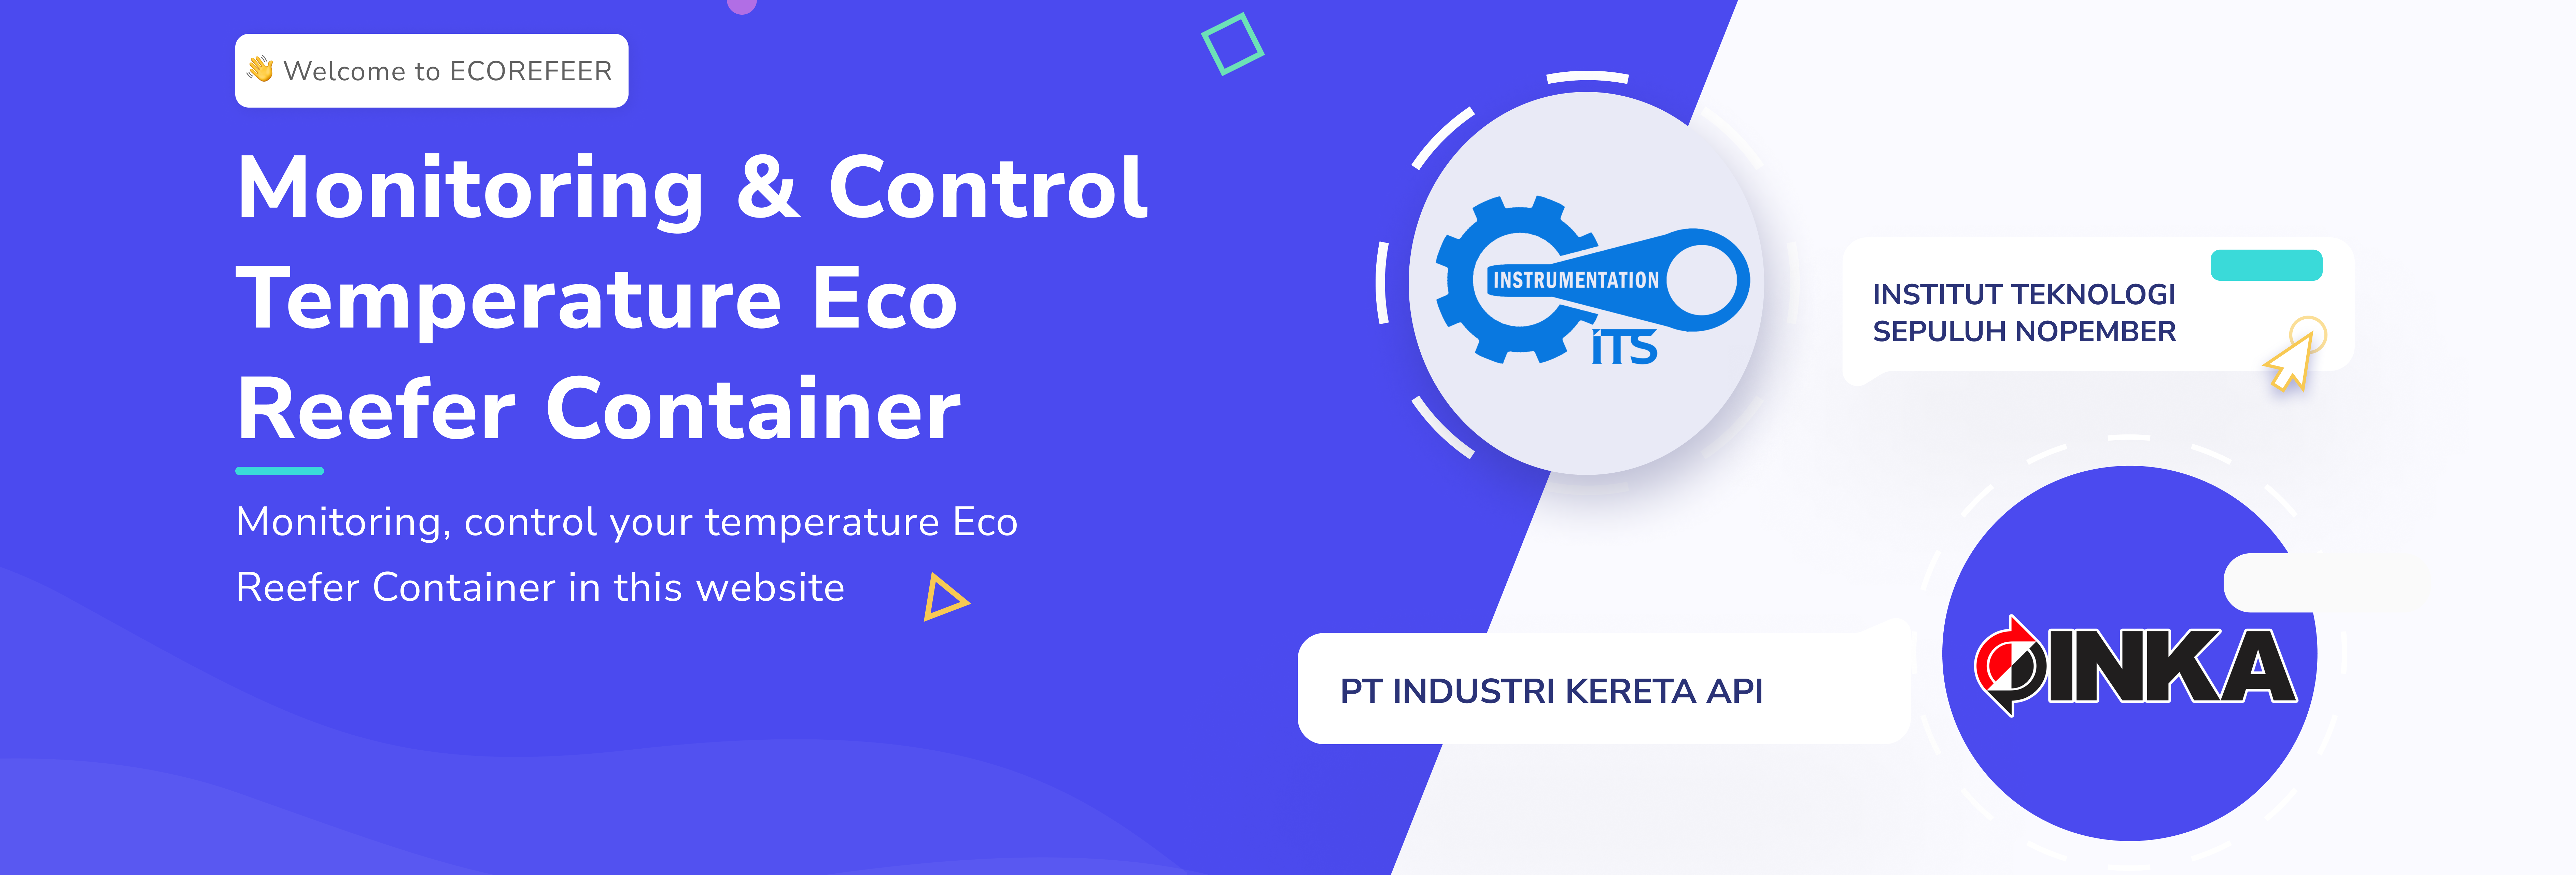 👋 Welcome to ECOREFEER
Monitoring & Control
Temperature Eco
Reefer Container
Monitoring, control your temperature Eco
Reefer Container in this website
INSTRUMENTATION
iTS
INSTITUT TEKNOLOGI
SEPULUH NOPEMBER
PT INDUSTRI KERETA API
INKA